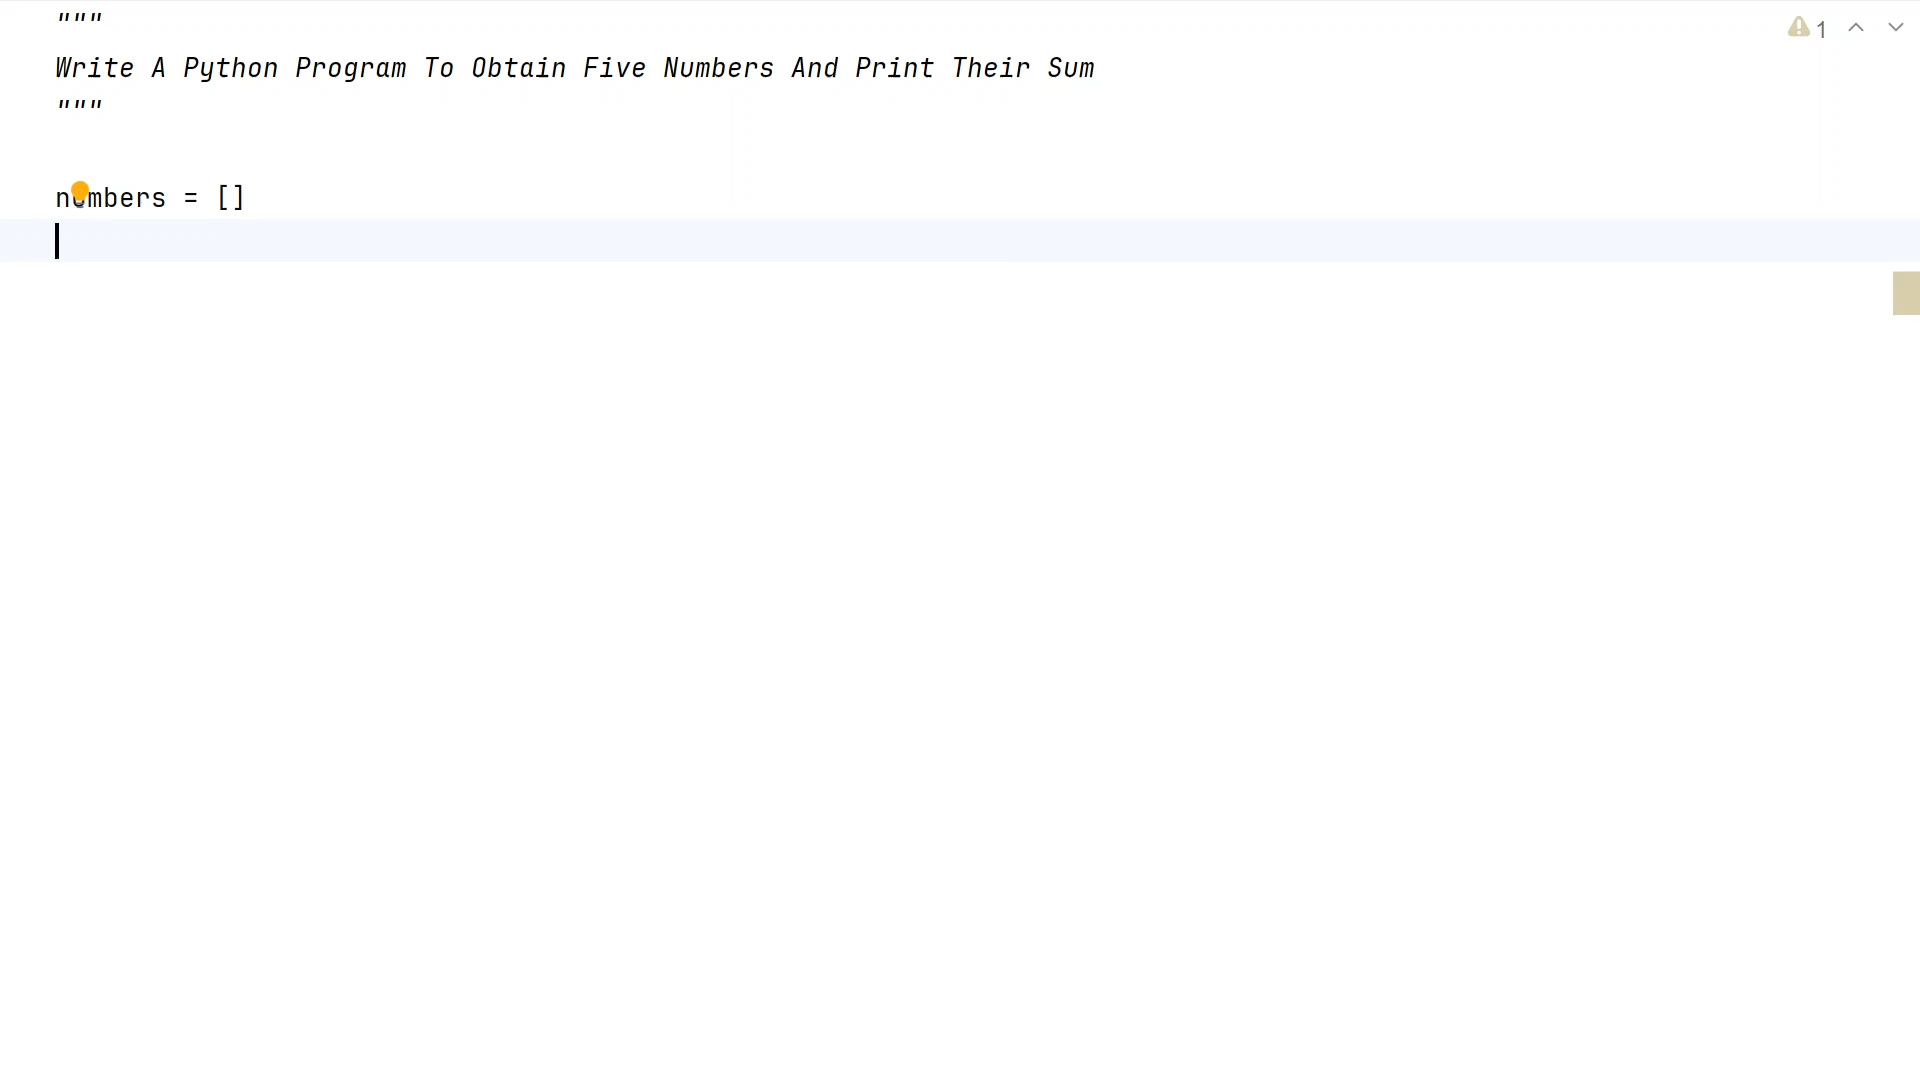 """
Write A Python Program To Obtain Five Numbers And Print Their Sum
"""
numbers = []
1